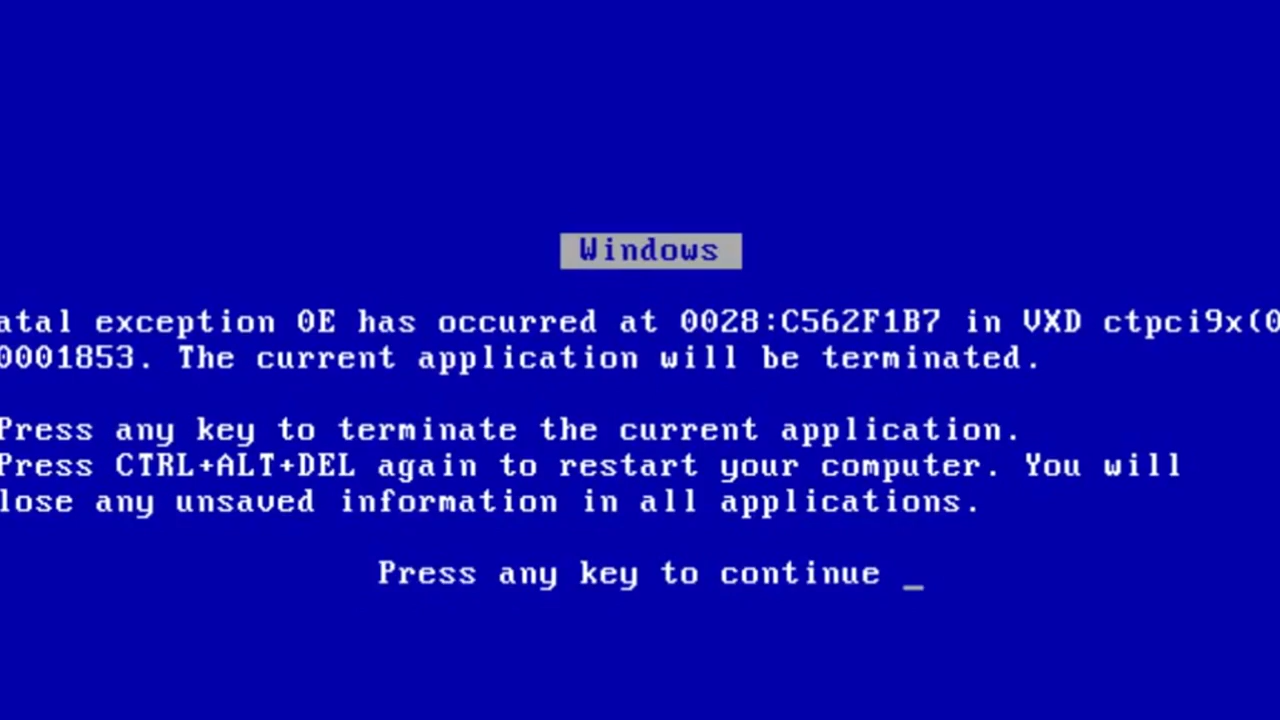 Windows
atal exception 0E has occurred at 0028:C562F1B7 in VXD ctpci9x(0
0001853. The current application will be terminated.
Press any key to terminate the current application.
Press CTRL+ALT+DEL again to restart your computer. You will
lose any unsaved information in all applications.
Press any key to continue _